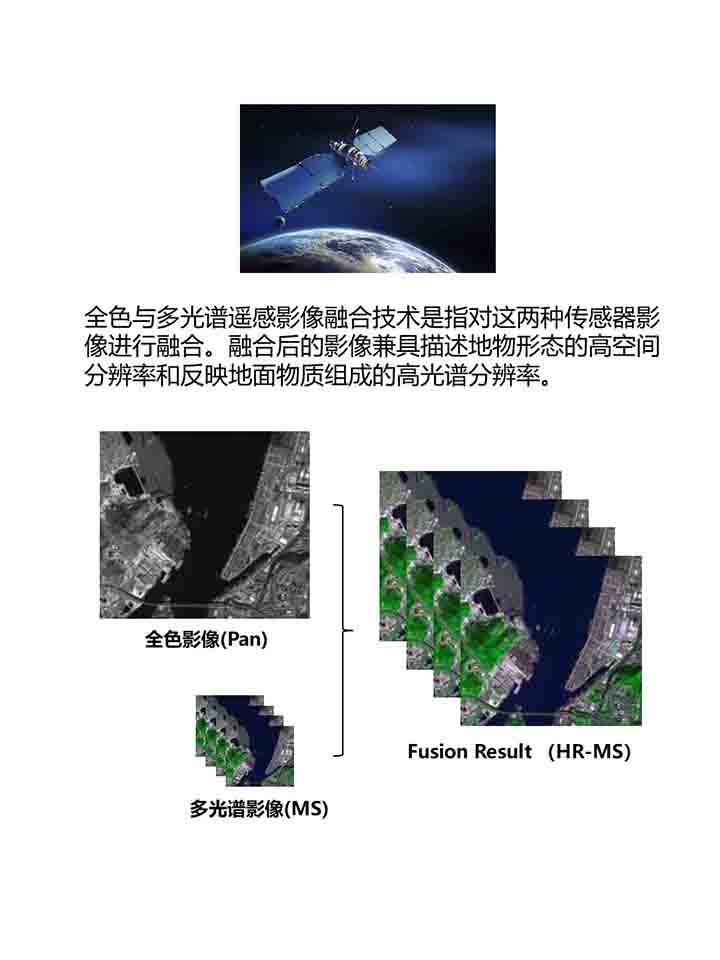 全色与多光谱遥感影像融合技术是指对这两种传感器影
像进行融合。融合后的影像兼具描述地物形态的高空间
分辨率和反映地面物质组成的高光谱分辨率。
全色影像(Pan)
Fusion Result （HR-MS）
多光谱影像(MS)